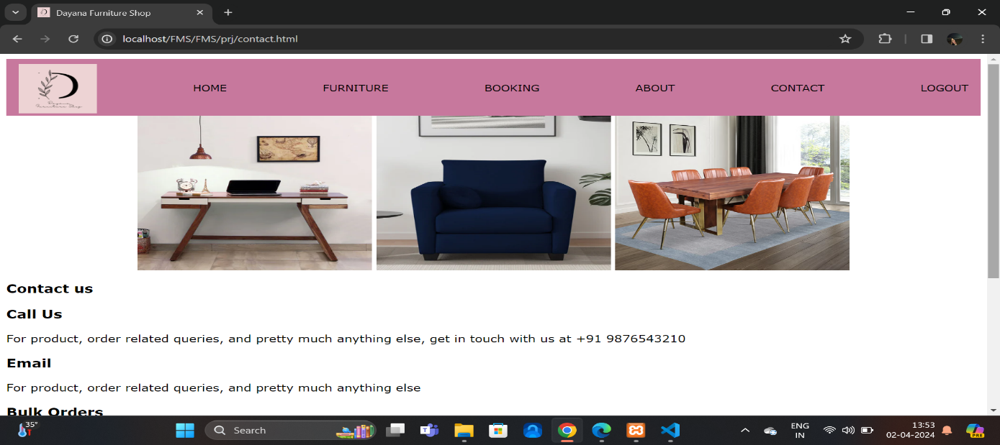 Dayana Furniture Shop
localhost/FMS/FMS/prj/contact.html
HOME FURNITURE BOOKING ABOUT CONTACT LOGOUT
Contact us
Call Us
For product, order related queries, and pretty much anything else, get in touch with us at +91 9876543210
Email
For product, order related queries, and pretty much anything else
Bulk Orders
35°
Search
ENG
IN
13:53
02-04-2024
PRE